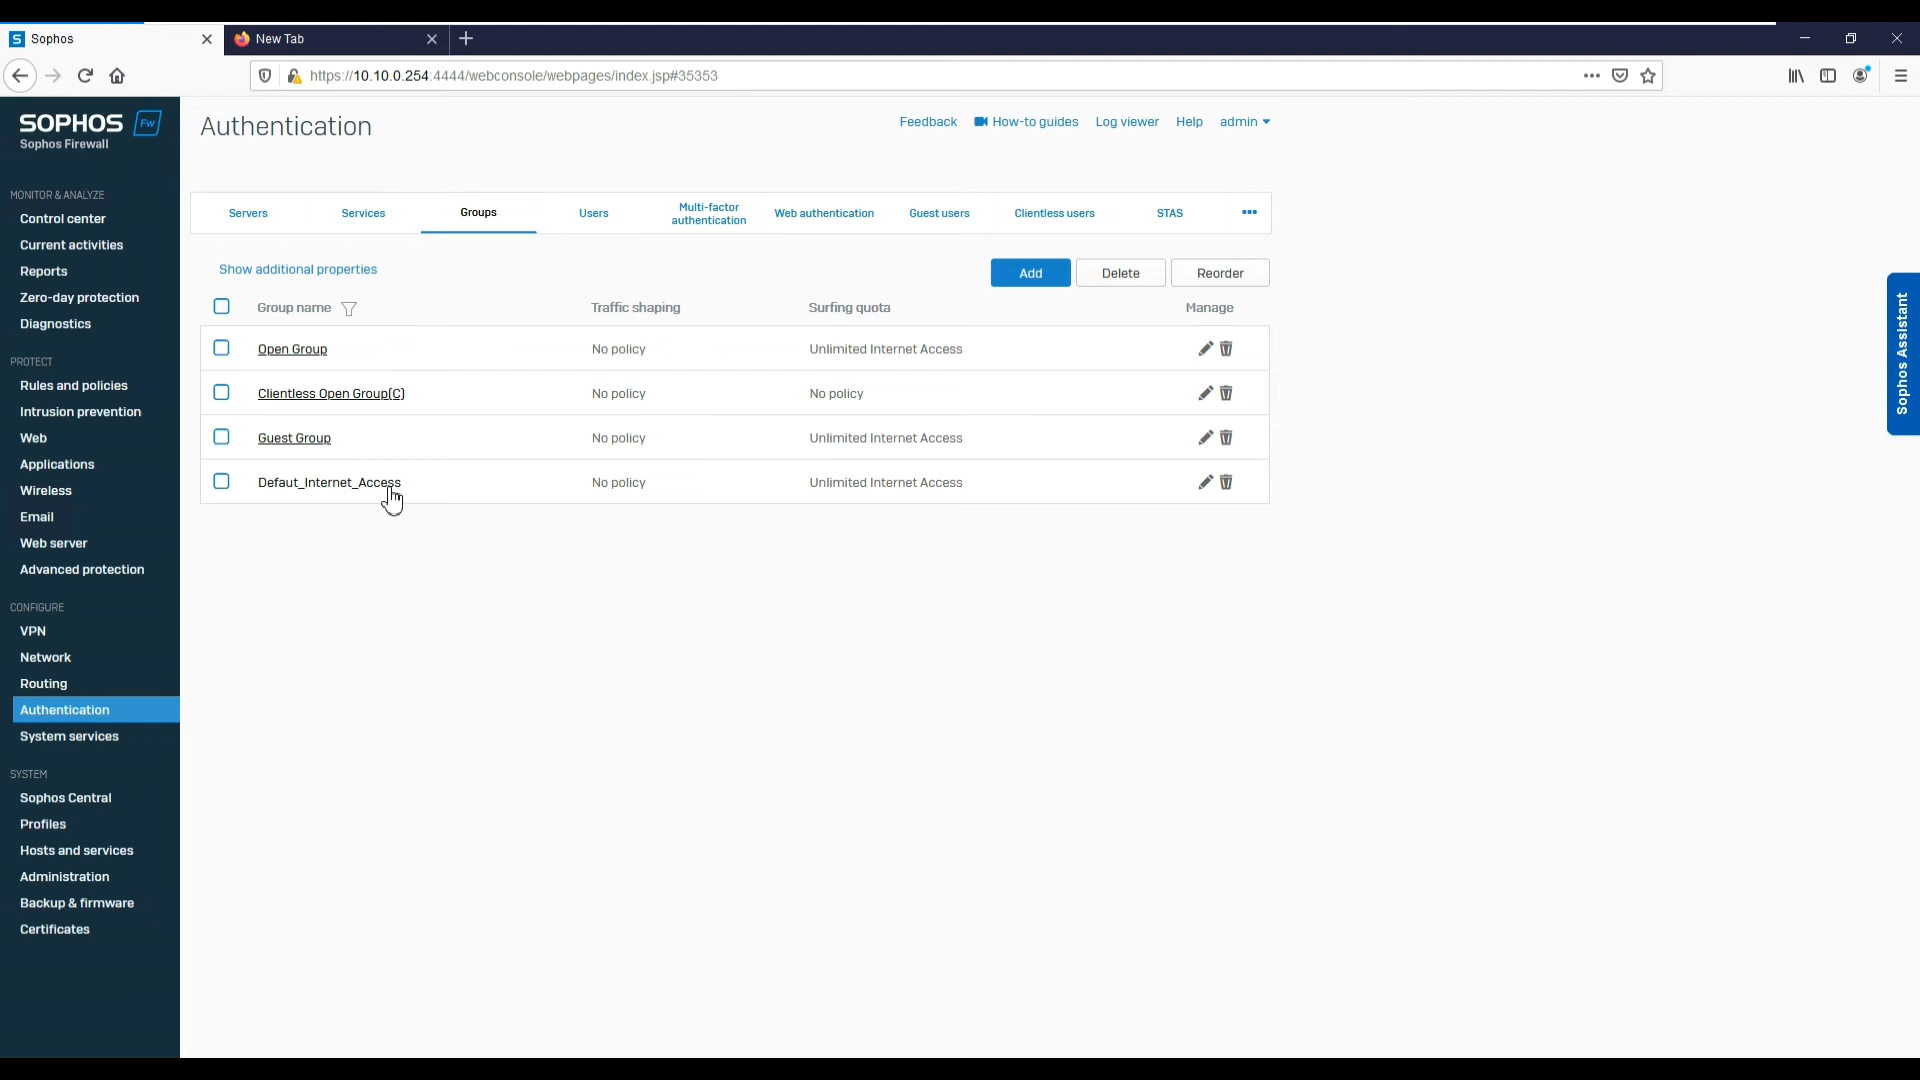 Sophos
New Tab
https://10.10.0.254:4444/webconsole/webpages/index.jsp#35353
SOPHOS Fw
Sophos Firewall
MONITOR & ANALYZE
Control center
Current activities
Reports
Zero-day protection
Diagnostics
PROTECT
Rules and policies
Intrusion prevention
Web
Applications
Wireless
Email
Web server
Advanced protection
CONFIGURE
VPN
Network
Routing
Authentication
System services
SYSTEM
Sophos Central
Profiles
Hosts and services
Administration
Backup & firmware
Certificates
Authentication
Feedback How-to guides Log viewer Help admin
Servers Services Groups Users Multi-factor authentication Web authentication Guest users Clientless users STAS
Show additional properties
Add Delete Reorder
Group name Traffic shaping Surfing quota Manage
Open Group No policy Unlimited Internet Access
Clientless Open Group(C) No policy No policy
Guest Group No policy Unlimited Internet Access
Defaut_Internet_Access No policy Unlimited Internet Access
Sophos Assistant